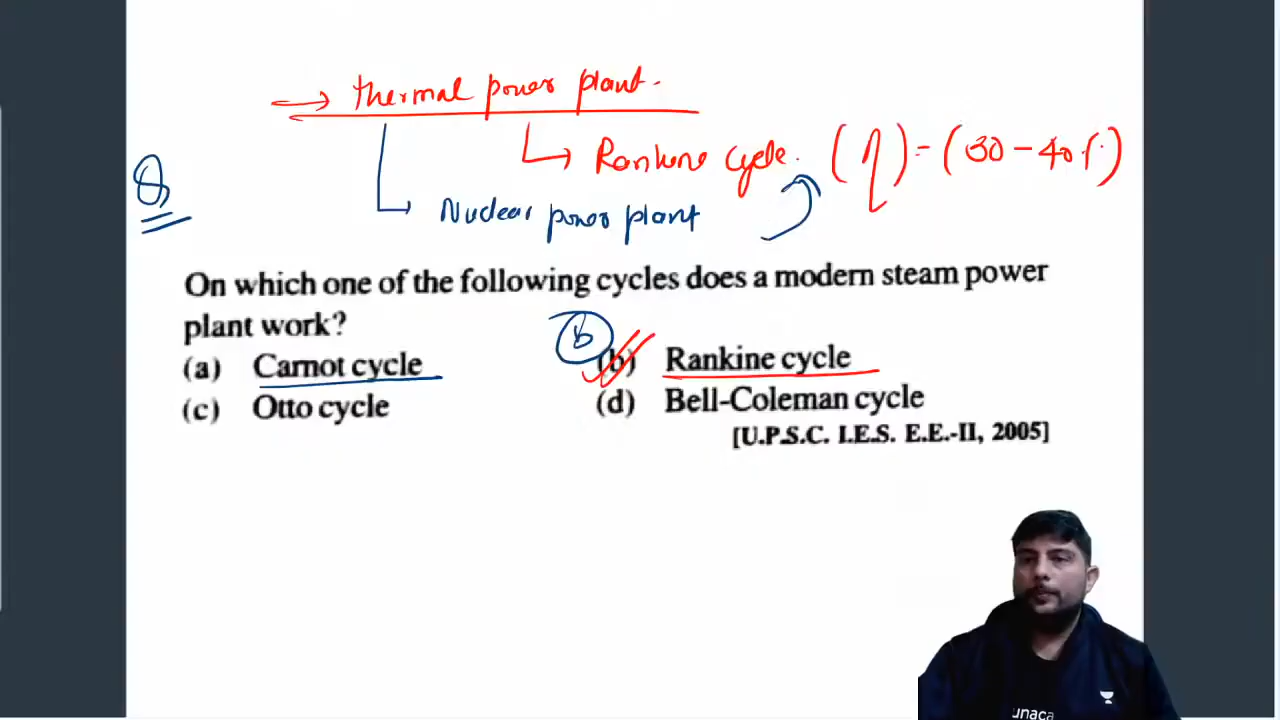 → Thermal power plant.
→ Rankine cycle. (η) = (30 - 40%)
Q
Nuclear power plant
On which one of the following cycles does a modern steam power
plant work?
b
(a) Carnot cycle (b) Rankine cycle
(c) Otto cycle (d) Bell-Coleman cycle
[U.P.S.C. I.E.S. E.E.-II, 2005]
unaca